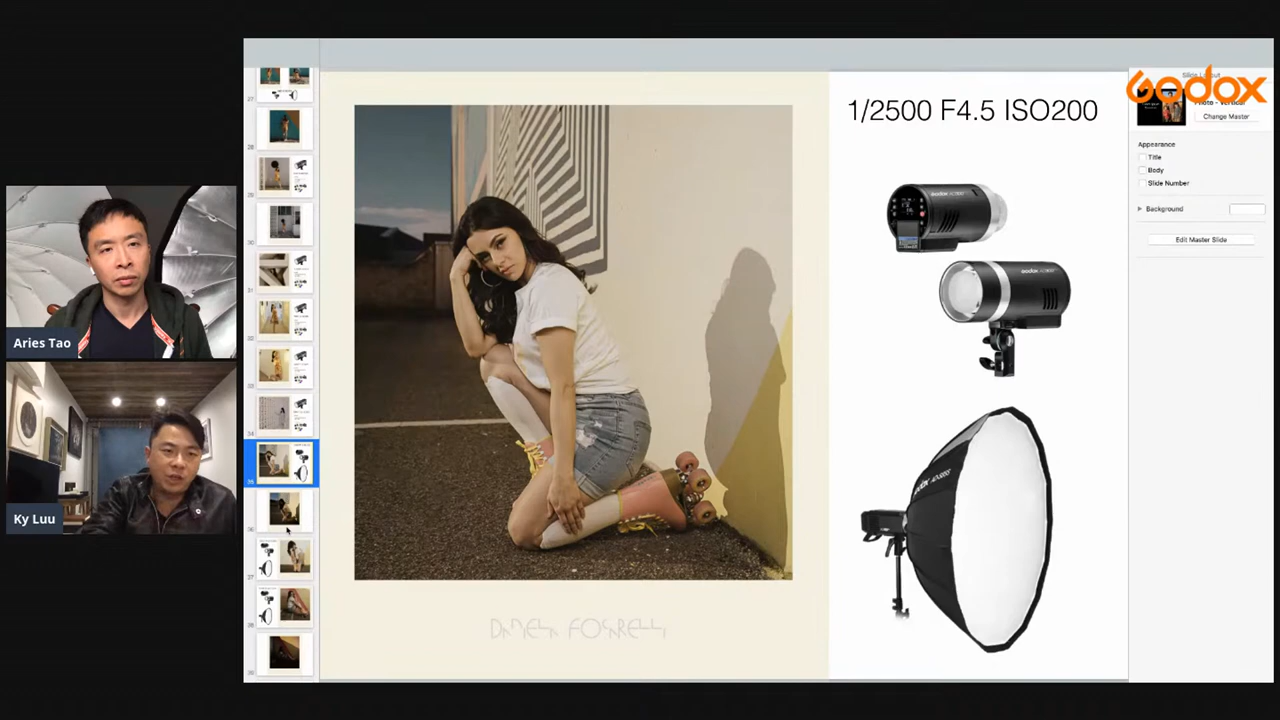 Godox
1/2500 F4.5 ISO200
Change Master
Appearance
Title
Body
Slide Number
Background
Edit Master Slide
Aries Tao
Ky Luu